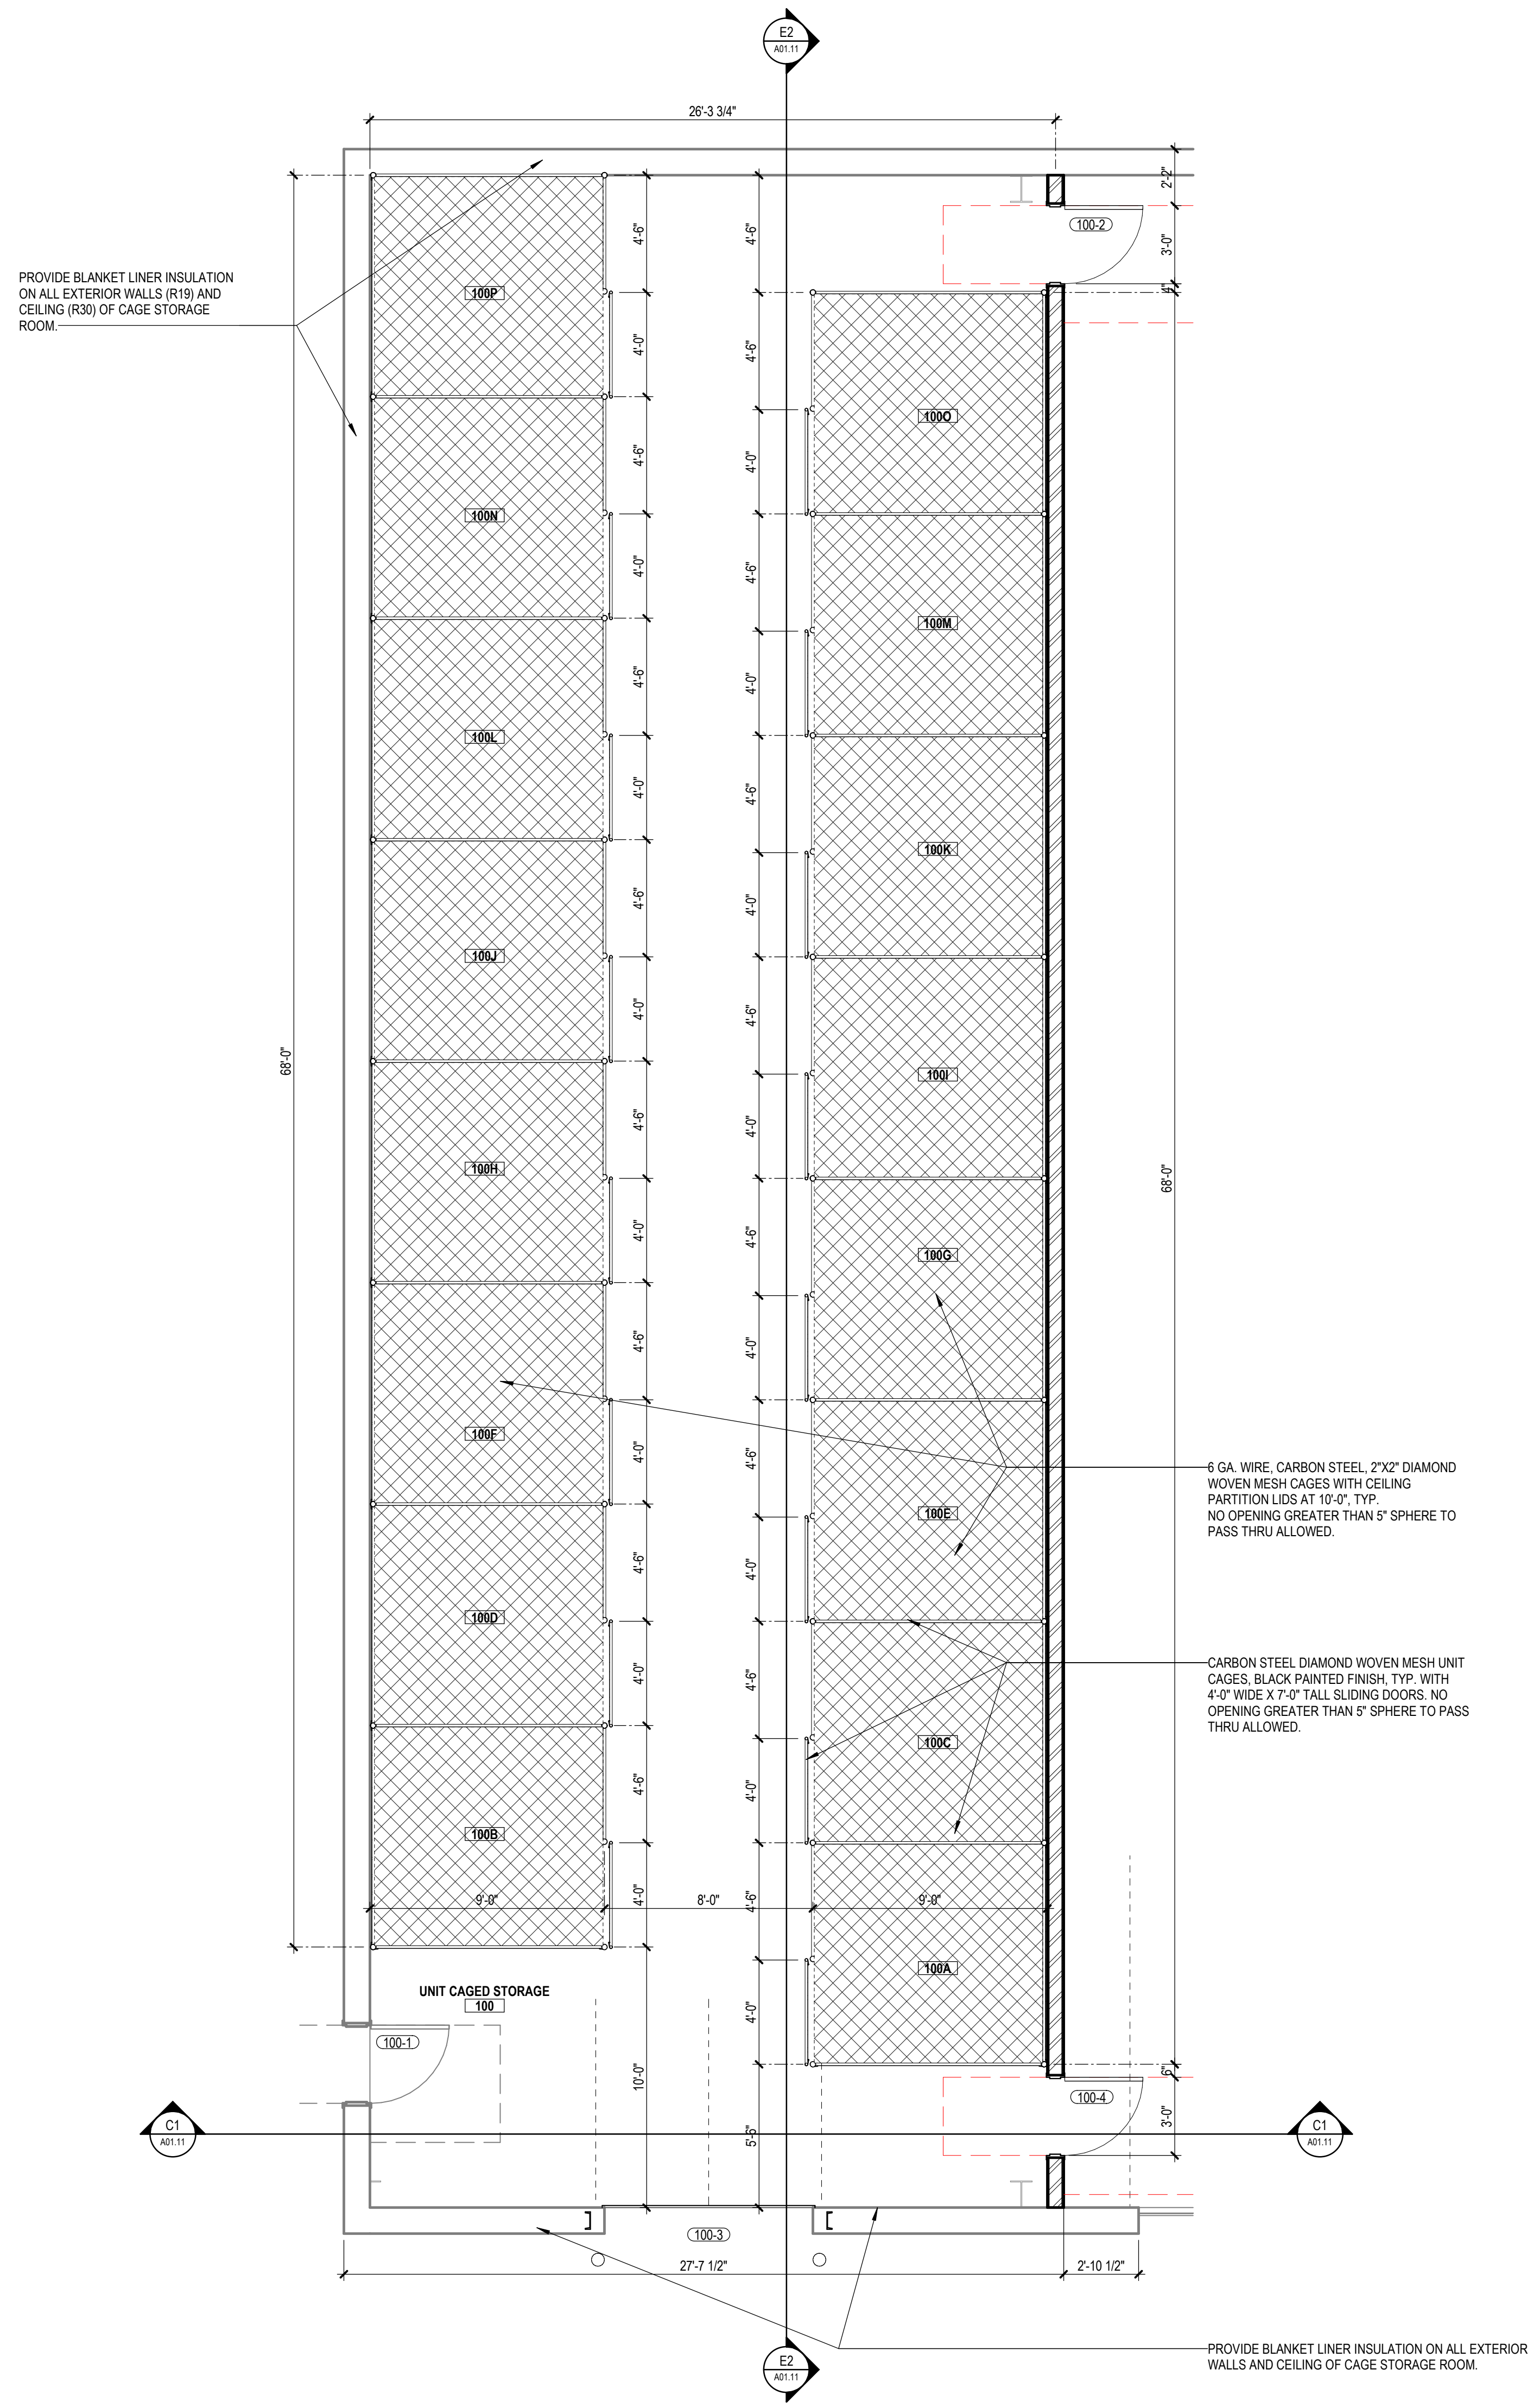 E2
A01.11
26'-3 3/4"
2'-2"
3'-0"
4"
100-2
PROVIDE BLANKET LINER INSULATION
ON ALL EXTERIOR WALLS (R19) AND
CEILING (R30) OF CAGE STORAGE
ROOM.
100P
100N
100L
100J
100H
100F
100D
100B
68'-0"
4'-6"
4'-0"
4'-6"
4'-0"
4'-6"
4'-0"
4'-6"
4'-0"
4'-6"
4'-0"
4'-6"
4'-0"
4'-6"
4'-0"
4'-6"
4'-0"
10'-0"
4'-6"
4'-6"
4'-0"
4'-6"
4'-0"
4'-6"
4'-0"
4'-6"
4'-0"
4'-6"
4'-0"
4'-6"
4'-0"
4'-6"
4'-0"
4'-6"
4'-0"
5'-6"
100O
100M
100K
100I
100G
100E
100C
100A
68'-0"
6 GA. WIRE, CARBON STEEL, 2"X2" DIAMOND
WOVEN MESH CAGES WITH CEILING
PARTITION LIDS AT 10'-0", TYP.
NO OPENING GREATER THAN 5" SPHERE TO
PASS THRU ALLOWED.
CARBON STEEL DIAMOND WOVEN MESH UNIT
CAGES, BLACK PAINTED FINISH, TYP. WITH
4'-0" WIDE X 7'-0" TALL SLIDING DOORS. NO
OPENING GREATER THAN 5" SPHERE TO PASS
THRU ALLOWED.
9'-0"
8'-0"
9'-0"
UNIT CAGED STORAGE
100
100-1
6"
3'-0"
100-4
C1
A01.11
C1
A01.11
100-3
27'-7 1/2"
2'-10 1/2"
E2
A01.11
PROVIDE BLANKET LINER INSULATION ON ALL EXTERIOR
WALLS AND CEILING OF CAGE STORAGE ROOM.